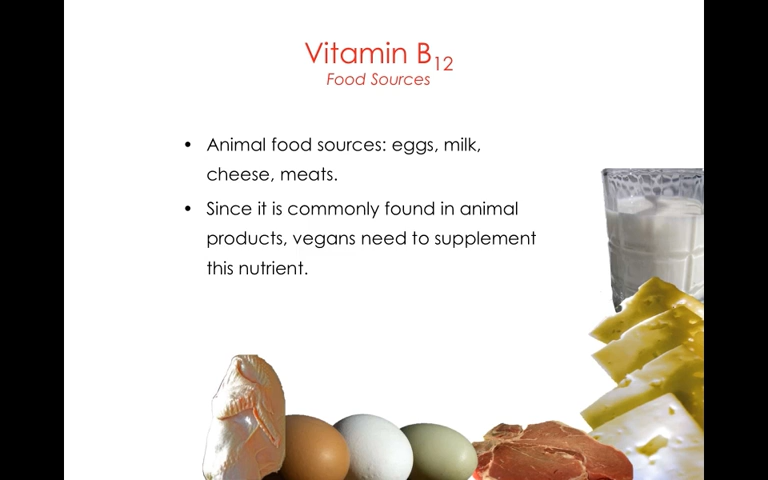 Vitamin B12
Food Sources
• Animal food sources: eggs, milk,
cheese, meats.
• Since it is commonly found in animal
products, vegans need to supplement
this nutrient.